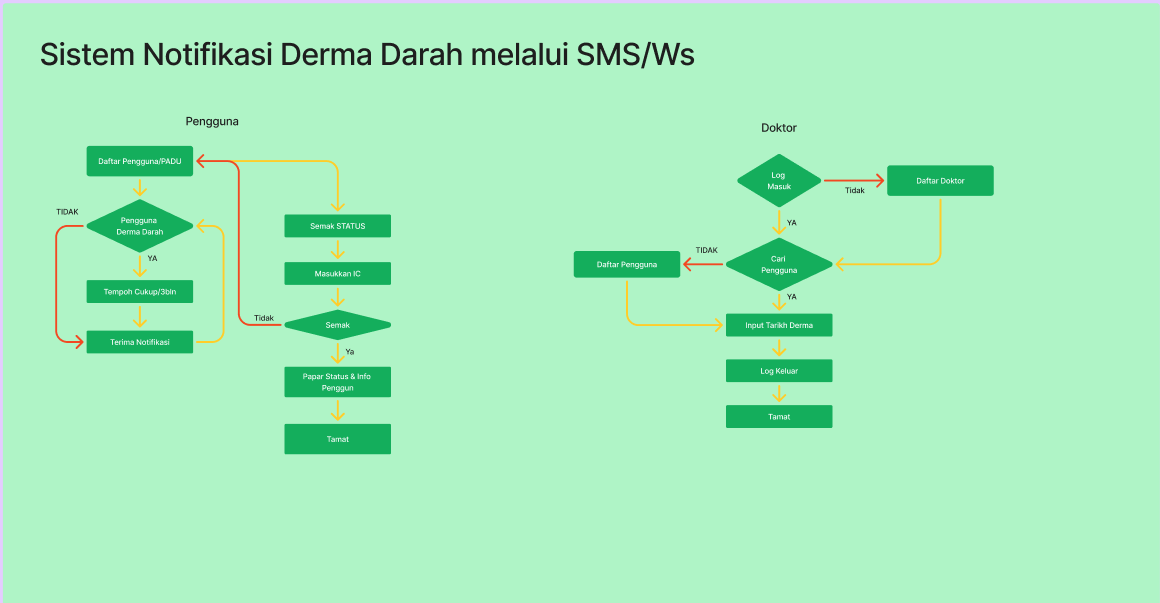 Sistem Notifikasi Derma Darah melalui SMS/Ws
Pengguna
Daftar Pengguna/PADU
TIDAK
Pengguna
Derma Darah
YA
Tempoh Cukup/3bln
Terima Notifikasi
Semak STATUS
Masukkan IC
Tidak
Semak
Ya
Papar Status & Info
Penggun
Tamat
Doktor
Log
Masuk
Tidak
Daftar Doktor
YA
TIDAK
Daftar Pengguna
Cari
Pengguna
YA
Input Tarikh Derma
Log Keluar
Tamat